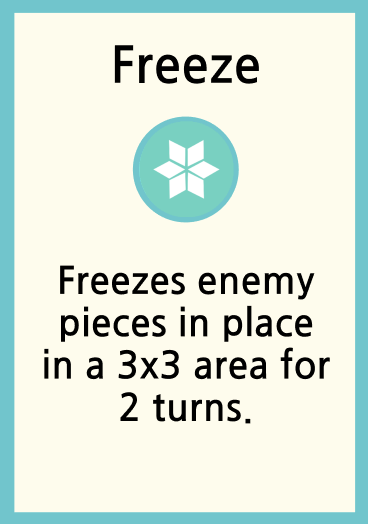 Freeze
Freezes enemy
pieces in place
in a 3x3 area for
2 turns.